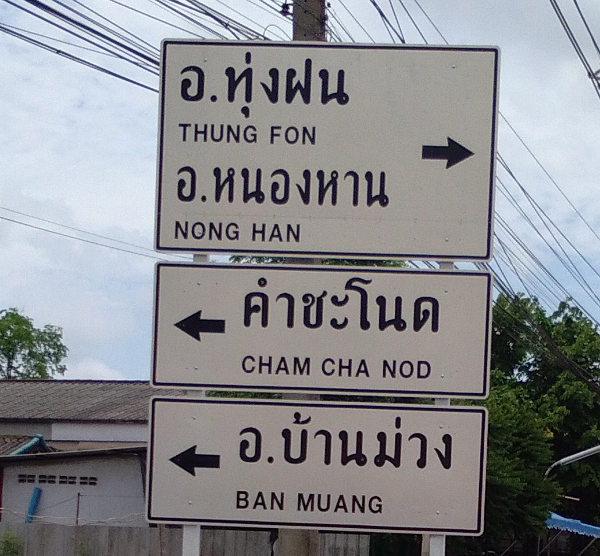 อ.ทุ่งฝน
THUNG FON
อ.หนองหาน
NONG HAN
คำชะโนด
CHAM CHA NOD
อ.บ้านม่วง
BAN MUANG